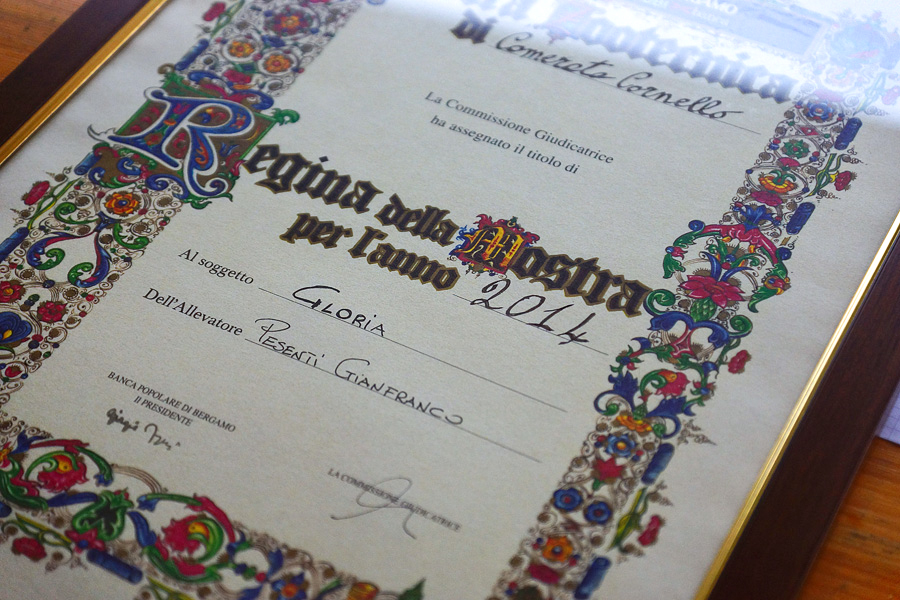 di Camerata Cornello
La Commissione Giudicatrice
ha assegnato il titolo di
Regina della Mostra
per l'anno 2014
Al soggetto GLORIA
Dell'Allevatore PESENTI GIANFRANCO
BANCA POPOLARE DI BERGAMO
Il PRESIDENTE
LA COMMISSIONE GIUDICATRICE